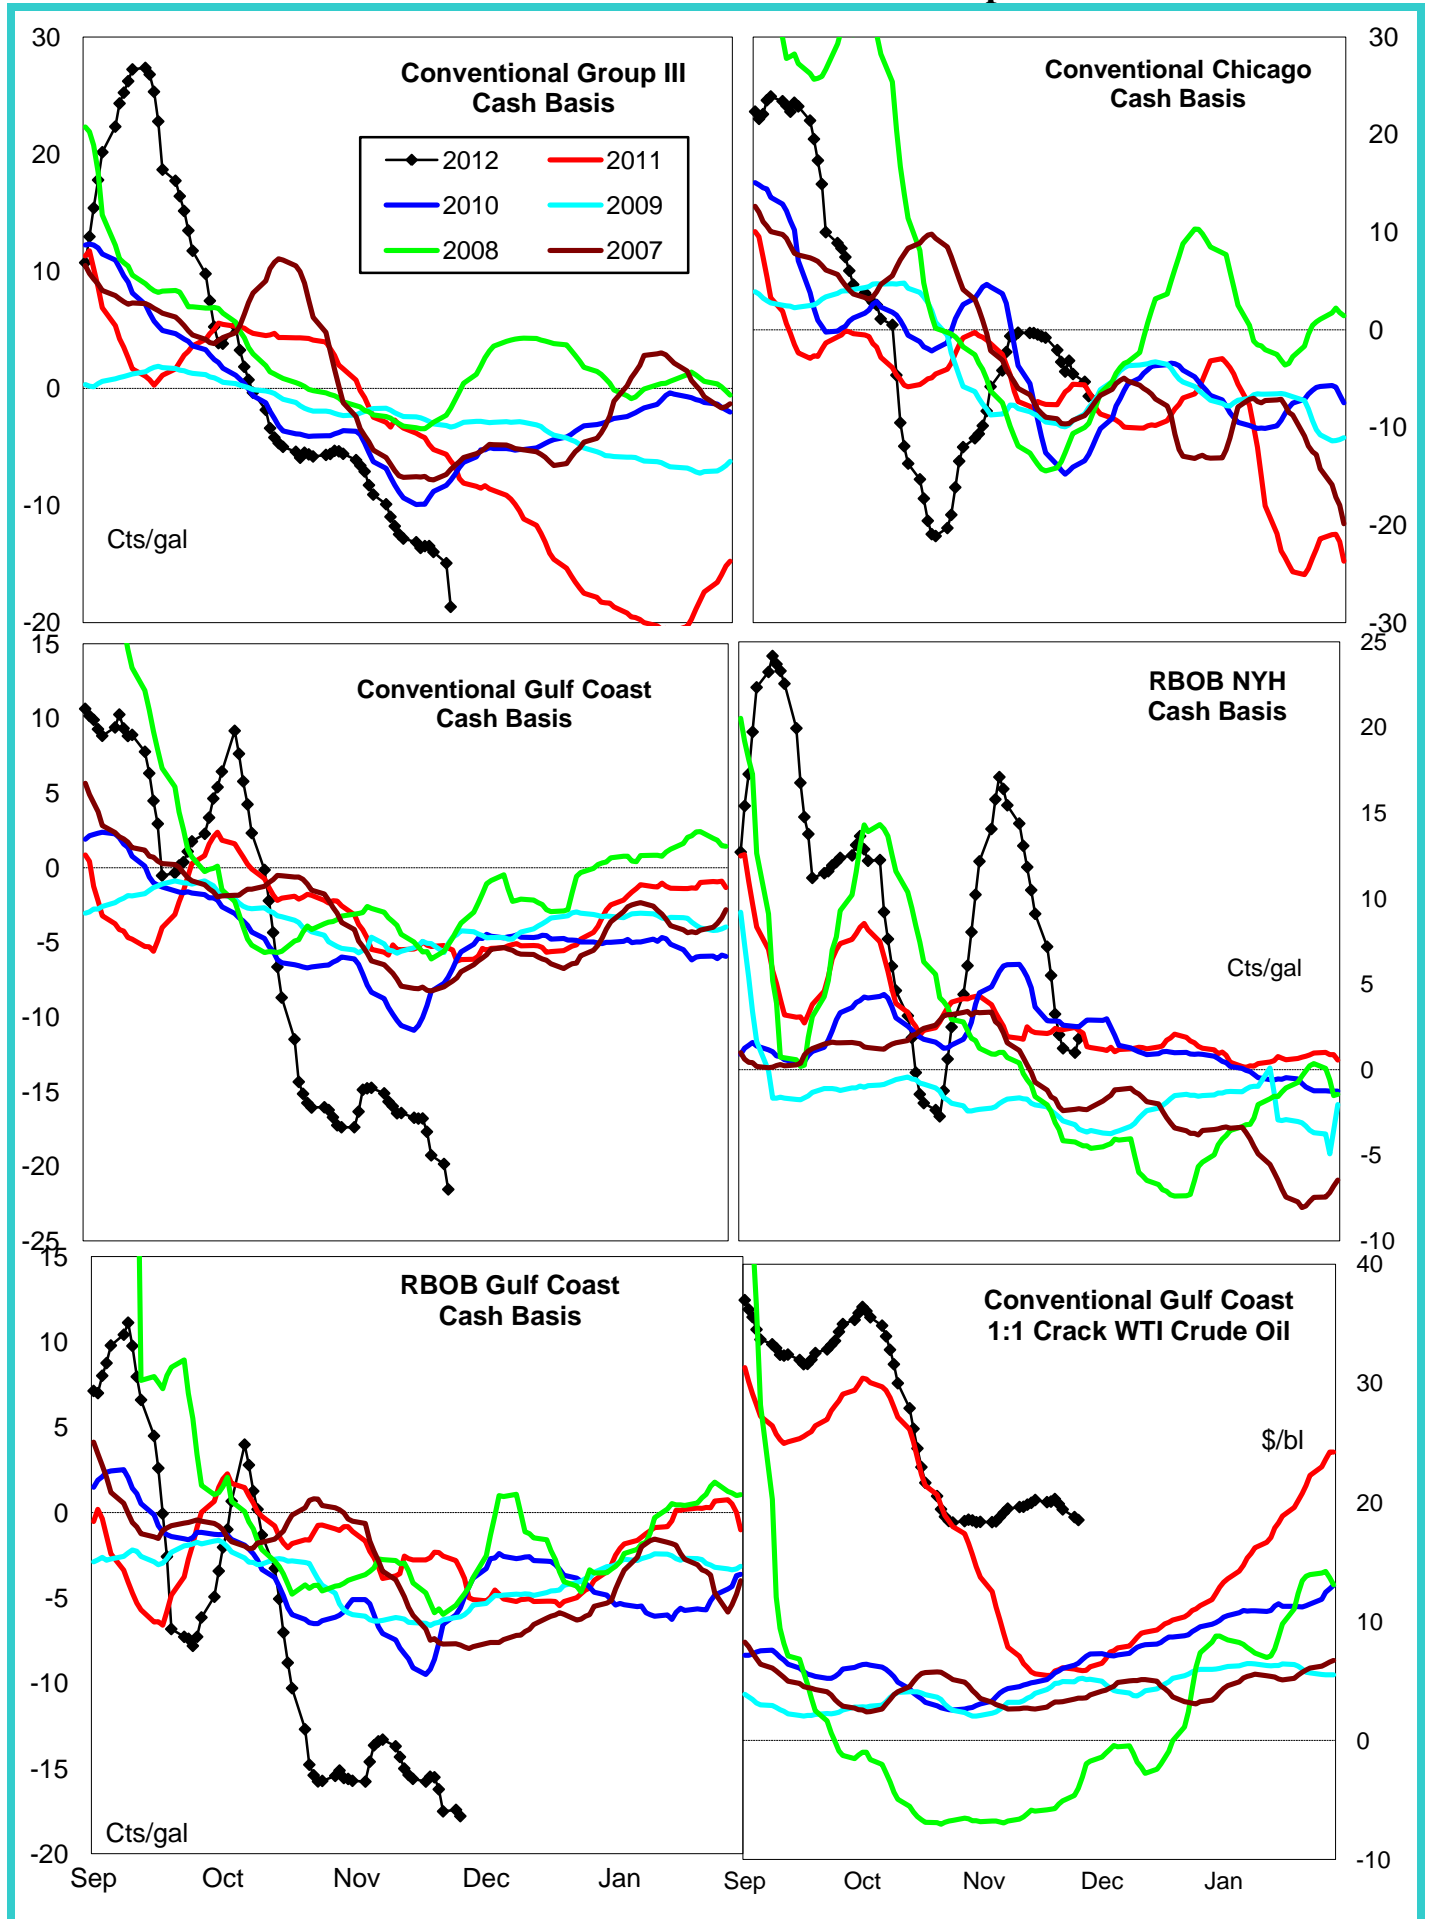 30
20
10
0
-10
-20
Conventional Group III
Cash Basis
2012
2011
2010
2009
2008
2007
Cts/gal
Conventional Chicago
Cash Basis
30
20
10
0
-10
-20
-30
15
10
5
0
-5
-10
-15
-20
-25
Conventional Gulf Coast
Cash Basis
RBOB NYH
Cash Basis
Cts/gal
25
20
15
10
5
0
-5
-10
15
10
5
0
-5
-10
-15
-20
RBOB Gulf Coast
Cash Basis
Cts/gal
Sep Oct Nov Dec Jan
Conventional Gulf Coast
1:1 Crack WTI Crude Oil
$/bl
40
30
20
10
0
-10
Sep Oct Nov Dec Jan